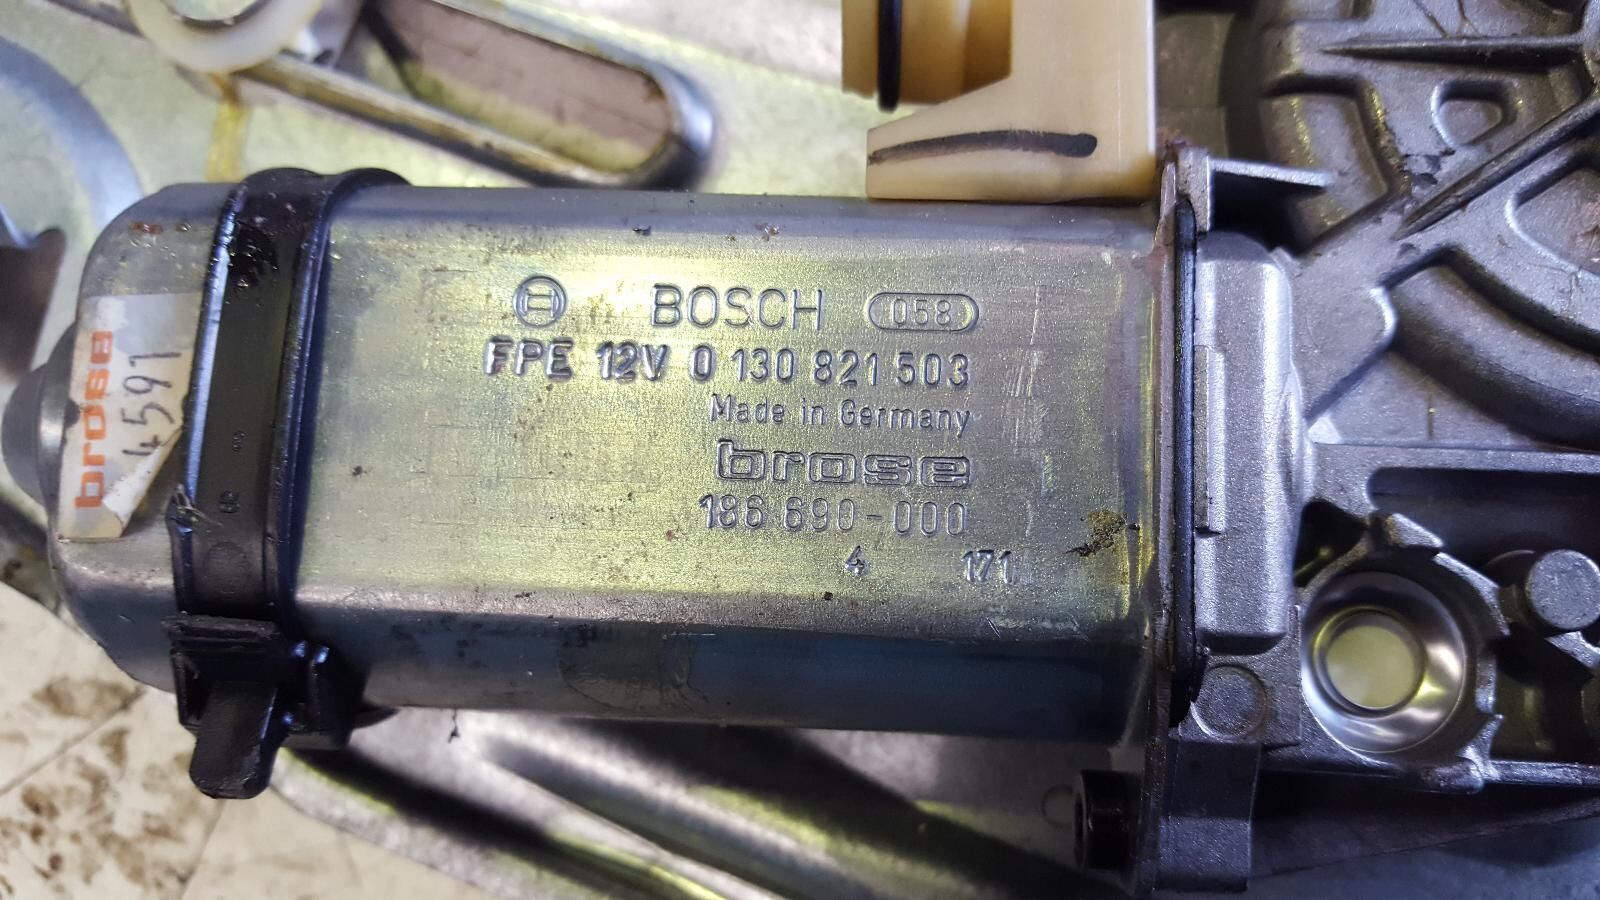 BOSCH 058
FPE 12V 0 130 821 503
Made in Germany
brose
186 690-000
4 171
brose
4591